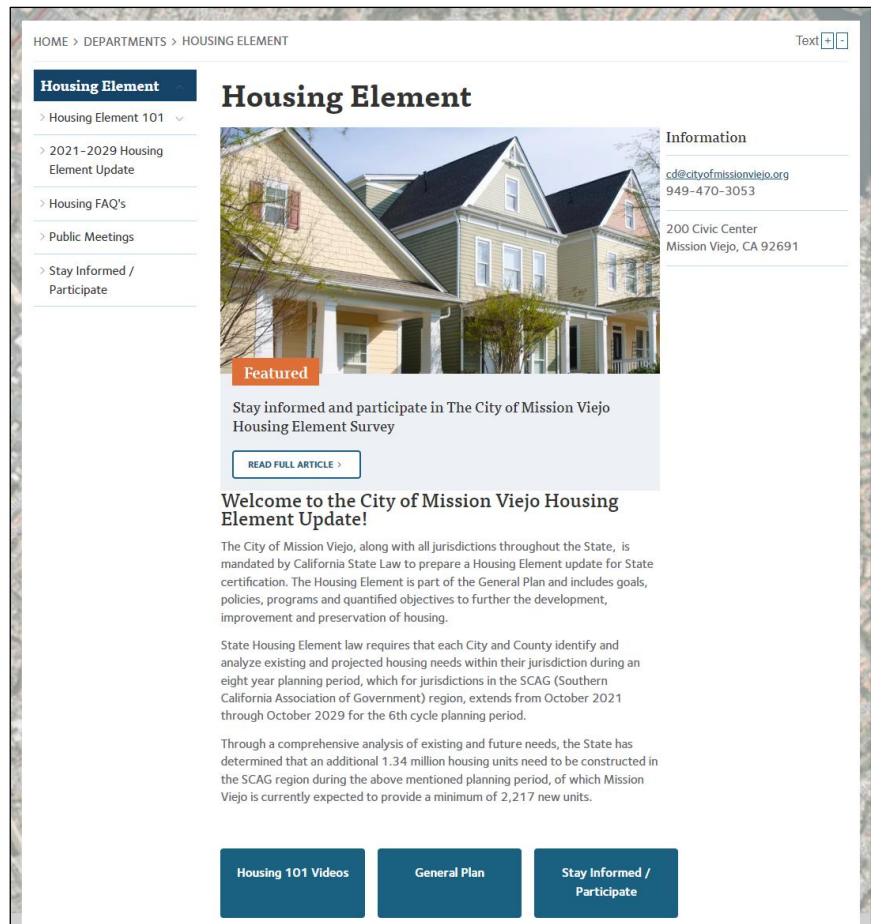 HOME > DEPARTMENTS > HOUSING ELEMENT
Text + -
Housing Element
> Housing Element 101
> 2021-2029 Housing
Element Update
> Housing FAQ's
> Public Meetings
> Stay Informed /
Participate
Housing Element
Featured
Stay informed and participate in The City of Mission Viejo
Housing Element Survey
READ FULL ARTICLE >
Information
cd@cityofmissionviejo.org
949-470-3053
200 Civic Center
Mission Viejo, CA 92691
Welcome to the City of Mission Viejo Housing
Element Update!
The City of Mission Viejo, along with all jurisdictions throughout the State, is
mandated by California State Law to prepare a Housing Element update for State
certification. The Housing Element is part of the General Plan and includes goals,
policies, programs and quantified objectives to further the development,
improvement and preservation of housing.
State Housing Element law requires that each City and County identify and
analyze existing and projected housing needs within their jurisdiction during an
eight year planning period, which for jurisdictions in the SCAG (Southern
California Association of Government) region, extends from October 2021
through October 2029 for the 6th cycle planning period.
Through a comprehensive analysis of existing and future needs, the State has
determined that an additional 1.34 million housing units need to be constructed in
the SCAG region during the above mentioned planning period, of which Mission
Viejo is currently expected to provide a minimum of 2,217 new units.
Housing 101 Videos
General Plan
Stay Informed /
Participate